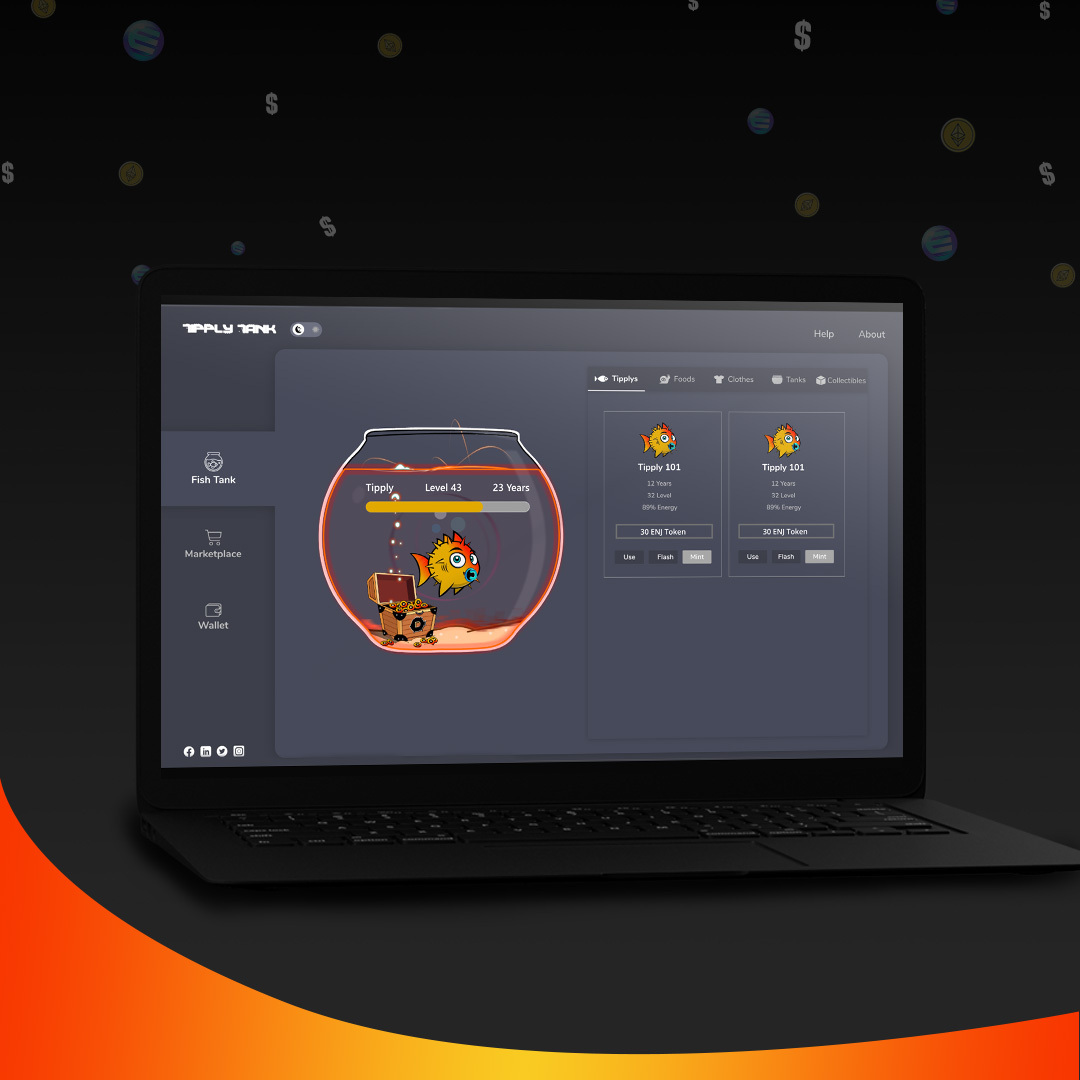 TIPPLY TANK
Help
About
Tipplys
Foods
Clothes
Tanks
Collectibles
Fish Tank
Marketplace
Wallet
Tipply
Level 43
23 Years
Tipply 101
12 Years
32 Level
89% Energy
30 ENJ Token
Use
Flash
Mint
Tipply 101
12 Years
32 Level
89% Energy
30 ENJ Token
Use
Flash
Mint